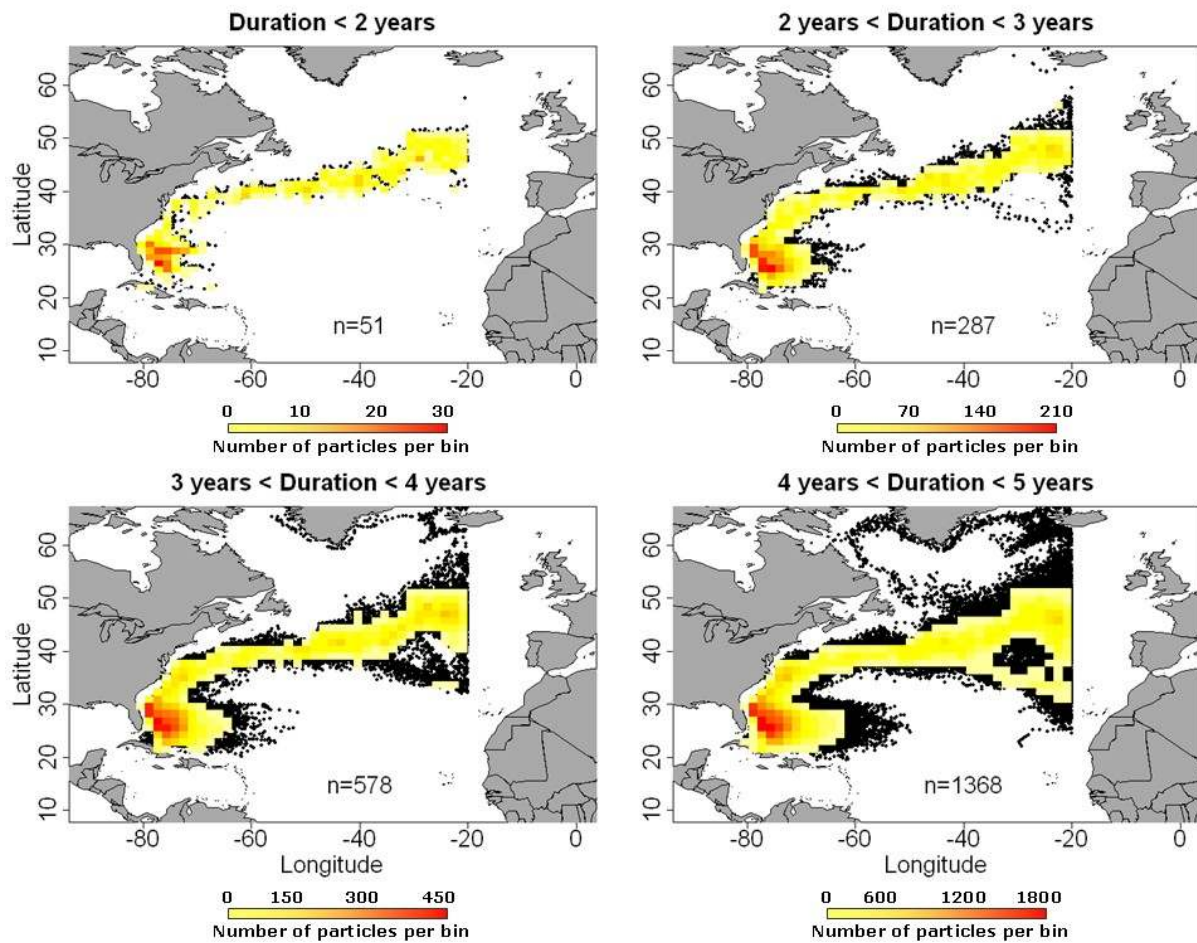 Duration < 2 years
2 years < Duration < 3 years
Latitude
10 20 30 40 50 60
n=51
-80 -60 -40 -20 0
0 10 20 30
Number of particles per bin
10 20 30 40 50 60
n=287
-80 -60 -40 -20 0
0 70 140 210
Number of particles per bin
3 years < Duration < 4 years
4 years < Duration < 5 years
Latitude
10 20 30 40 50 60
n=578
-80 -60 -40 -20 0
Longitude
0 150 300 450
Number of particles per bin
10 20 30 40 50 60
n=1368
-80 -60 -40 -20 0
Longitude
0 600 1200 1800
Number of particles per bin